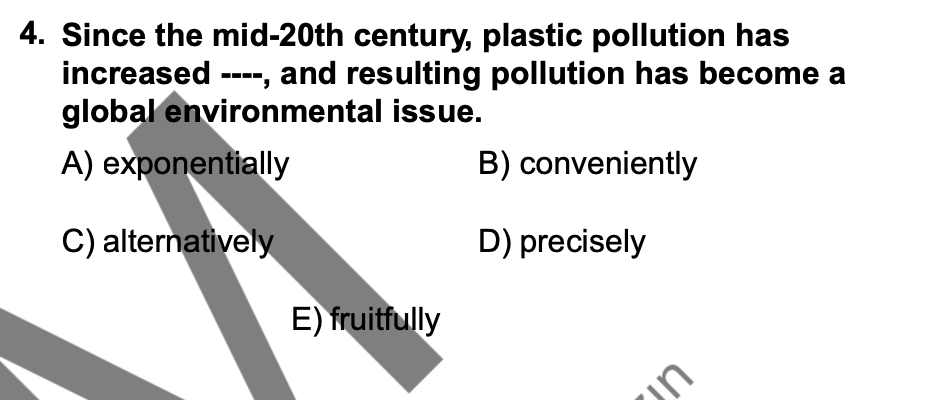 4. Since the mid-20th century, plastic pollution has
increased ----, and resulting pollution has become a
global environmental issue.
A) exponentially B) conveniently
C) alternatively D) precisely
E) fruitfully